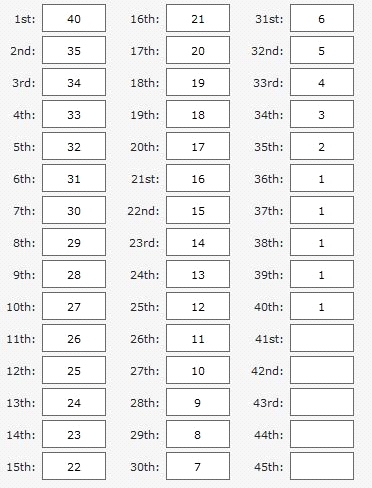 1st: 40 16th: 21 31st: 6
2nd: 35 17th: 20 32nd: 5
3rd: 34 18th: 19 33rd: 4
4th: 33 19th: 18 34th: 3
5th: 32 20th: 17 35th: 2
6th: 31 21st: 16 36th: 1
7th: 30 22nd: 15 37th: 1
8th: 29 23rd: 14 38th: 1
9th: 28 24th: 13 39th: 1
10th: 27 25th: 12 40th: 1
11th: 26 26th: 11 41st:
12th: 25 27th: 10 42nd:
13th: 24 28th: 9 43rd:
14th: 23 29th: 8 44th:
15th: 22 30th: 7 45th: